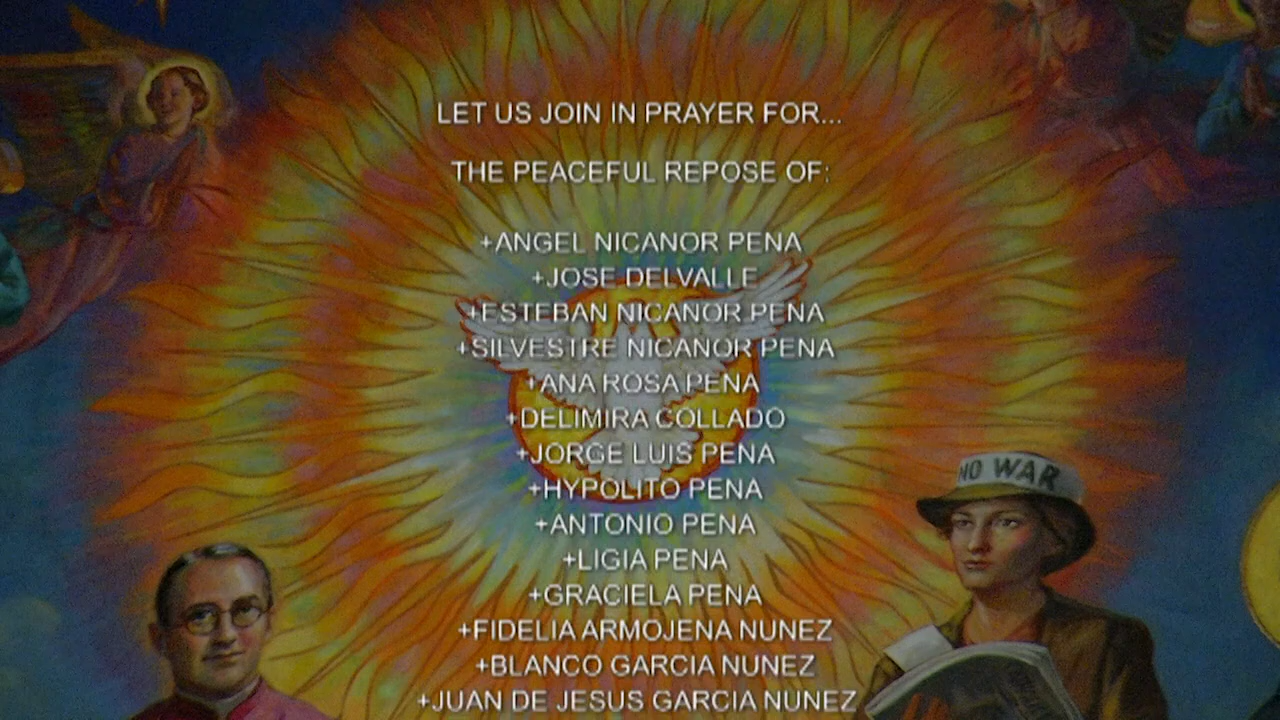 LET US JOIN IN PRAYER FOR...
THE PEACEFUL REPOSE OF:
+ANGEL NICANOR PENA
+JOSE DELVALLE
+ESTEBAN NICANOR PENA
+SILVESTRE NICANOR PENA
+ANA ROSA PENA
+DELIMIRA COLLADO
+JORGE LUIS PENA
+HYPOLITO PENA
+ANTONIO PENA
+LIGIA PENA
+GRACIELA PENA
+FIDELIA ARMOJENA NUNEZ
+BLANCO GARCIA NUNEZ
+JUAN DE JESUS GARCIA NUNEZ
NO WAR